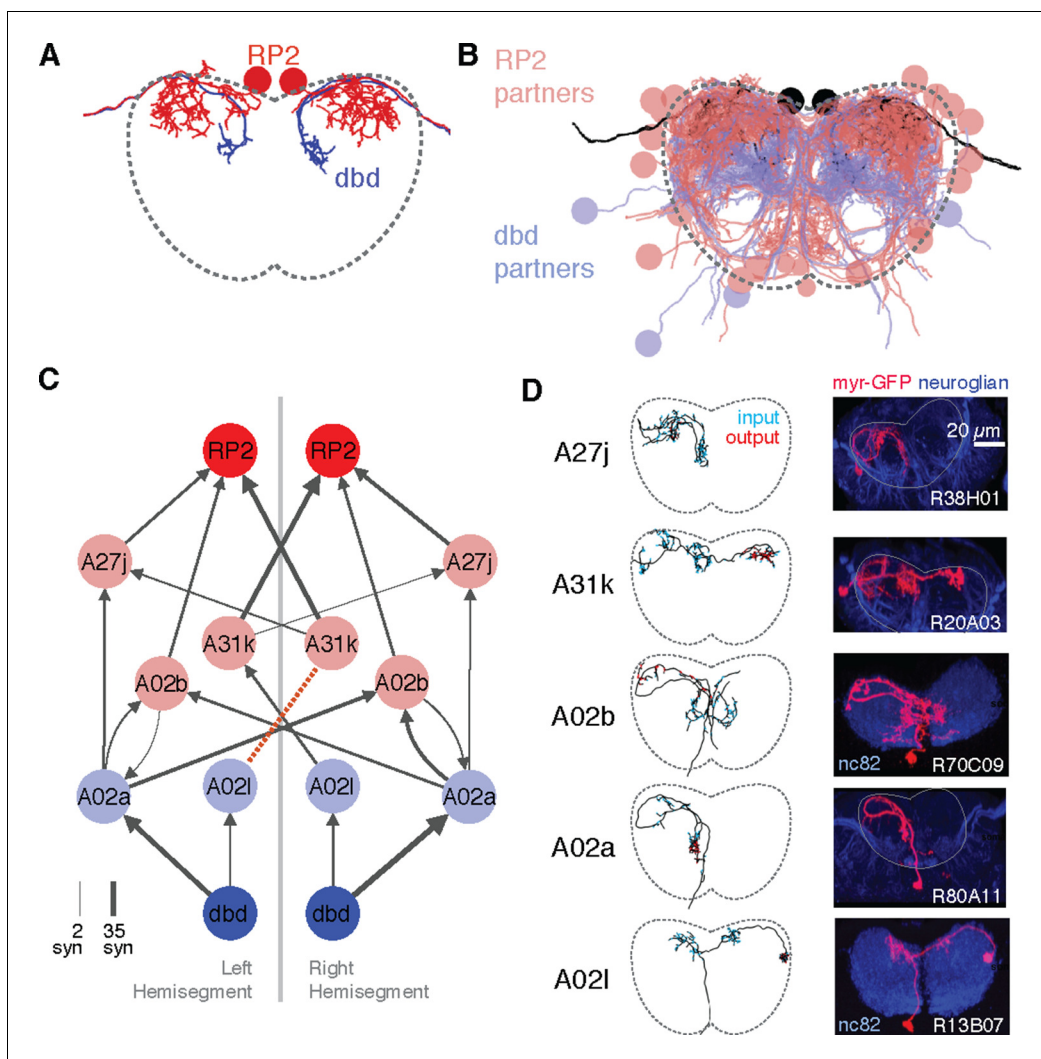 A
RP2
dbd
B
RP2
partners
dbd
partners
C
RP2
RP2
A27j
A27j
A31k
A31k
A02b
A02b
A02a
A02l
A02l
A02a
dbd
dbd
2
syn
35
syn
Left
Hemisegment
Right
Hemisegment
D
myr-GFP neuroglian
A27j
input
output
20 µm
R38H01
A31k
R20A03
A02b
nc82
R70C09
A02a
R80A11
A02l
nc82
R13B07